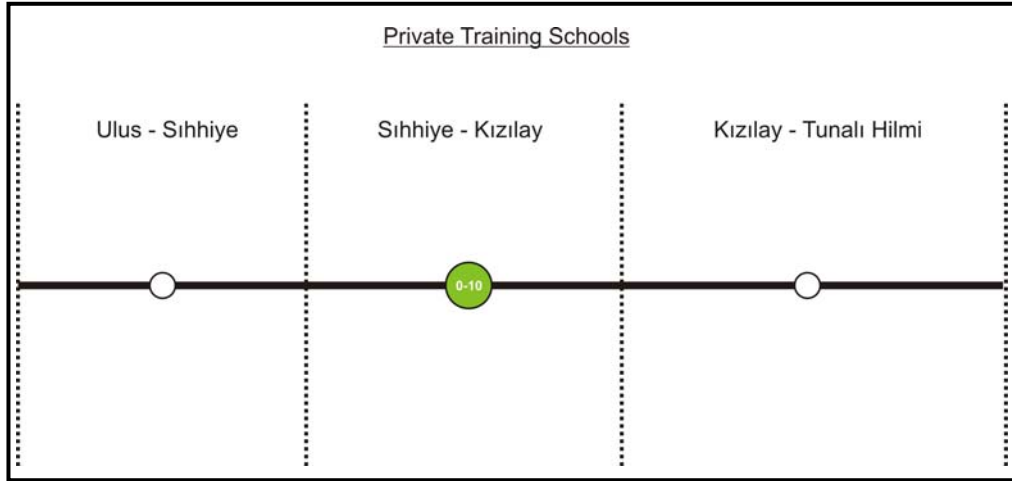 Private Training Schools
Ulus - Sıhhiye
Sıhhiye - Kızılay
Kızılay - Tunalı Hilmi
0-10